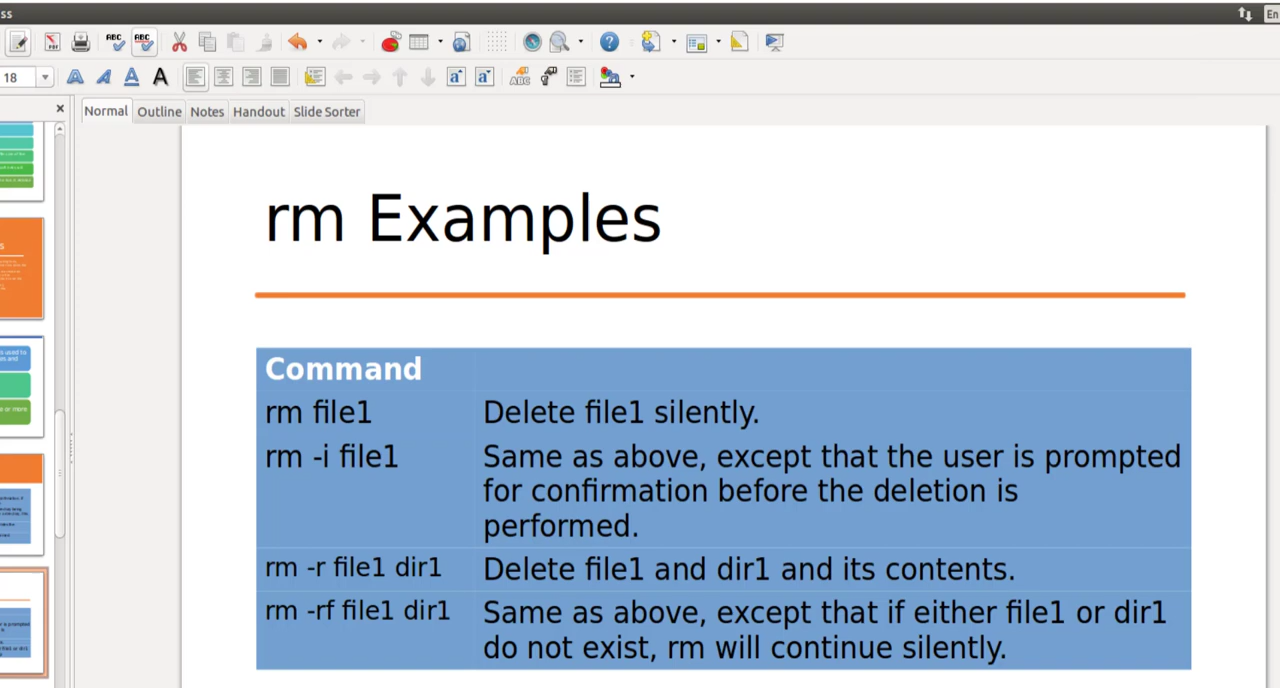 ss
En
18
Normal Outline Notes Handout Slide Sorter
rm Examples
Command
rm file1 Delete file1 silently.
rm -i file1 Same as above, except that the user is prompted
for confirmation before the deletion is
performed.
rm -r file1 dir1 Delete file1 and dir1 and its contents.
rm -rf file1 dir1 Same as above, except that if either file1 or dir1
do not exist, rm will continue silently.